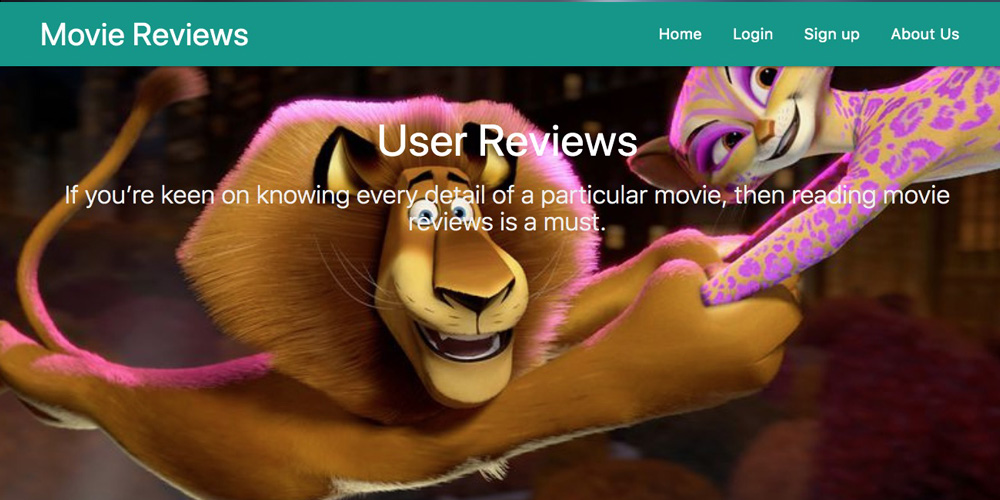 Movie Reviews
Home Login Sign up About Us
User Reviews
If you’re keen on knowing every detail of a particular movie, then reading movie
reviews is a must.